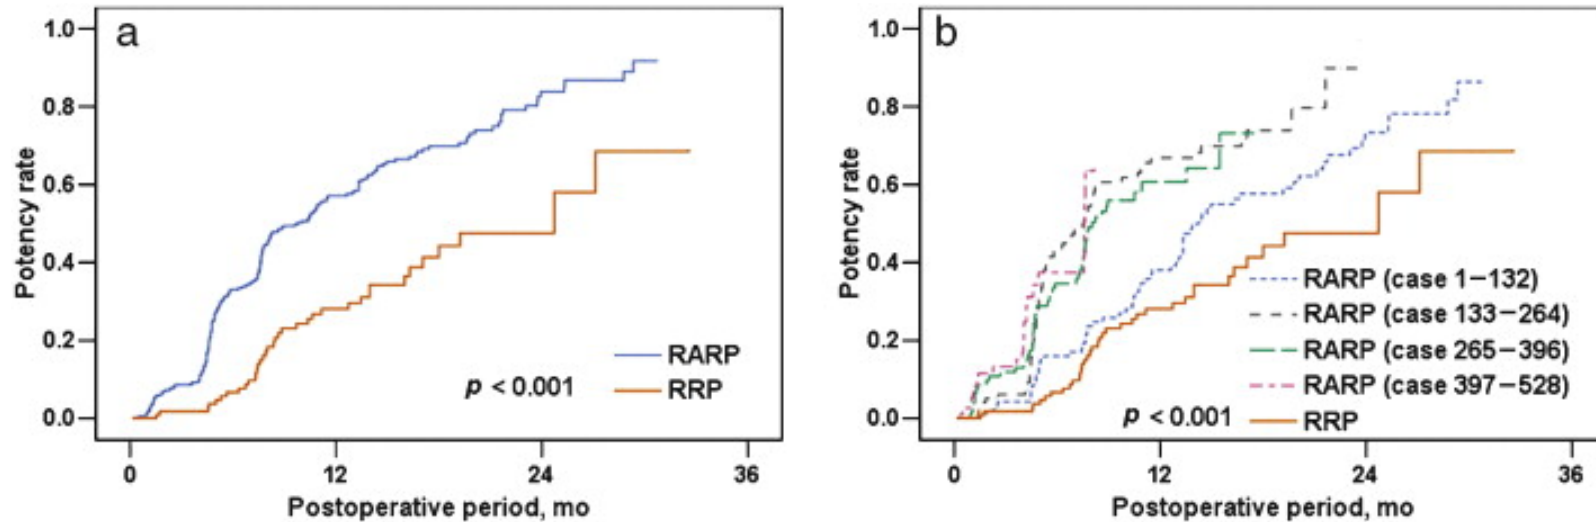 a
1.0
0.8
0.6
0.4
0.2
0.0
Potency rate
RARP
RRP
p < 0.001
0 12 24 36
Postoperative period, mo
b
1.0
0.8
0.6
0.4
0.2
0.0
Potency rate
RARP (case 1–132)
RARP (case 133–264)
RARP (case 265–396)
RARP (case 397–528)
p < 0.001 RRP
0 12 24 36
Postoperative period, mo